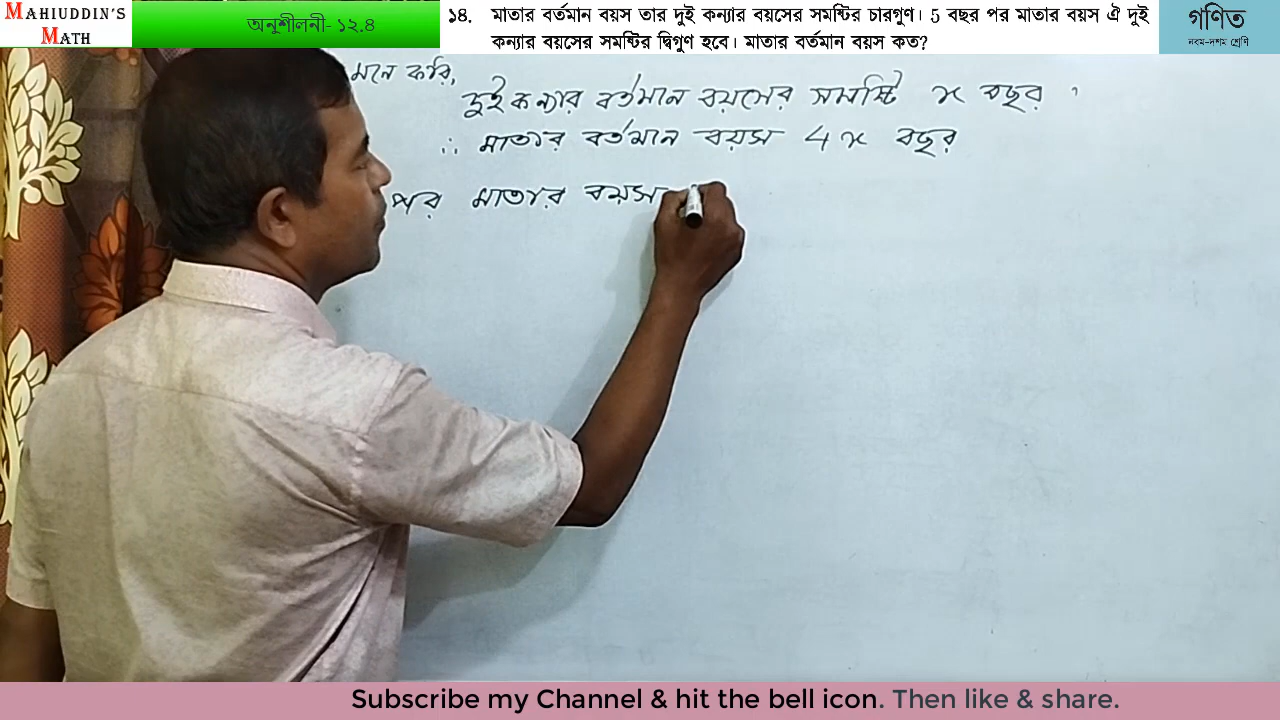 MAHIUDDIN'S
MATH
অনুশীলনী- ১২.৪
১৪. মাতার বর্তমান বয়স তার দুই কন্যার বয়সের সমষ্টির চারগুণ। 5 বছর পর মাতার বয়স ঐ দুই
কন্যার বয়সের সমষ্টির দ্বিগুণ হবে। মাতার বর্তমান বয়স কত?
গণিত
নবম-দশম শ্রেণি
মনে করি,
দুই কন্যার বর্তমান বয়সের সমষ্টি x বছর ।
∴ মাতার বর্তমান বয়স 4x বছর
পর মাতার বয়স
Subscribe my Channel & hit the bell icon. Then like & share.